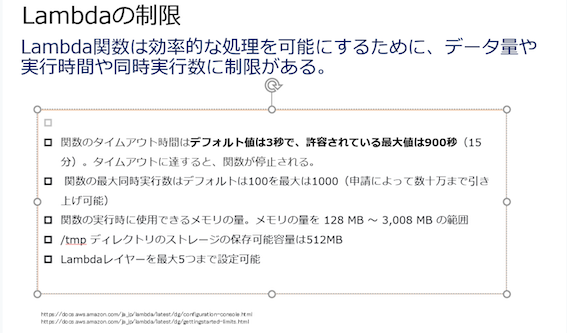 Lambdaの制限
Lambda関数は効率的な処理を可能にするために、データ量や
実行時間や同時実行数に制限がある。
関数のタイムアウト時間はデフォルト値は3秒で、許容されている最大値は900秒（15
分）。タイムアウトに達すると、関数が停止される。
関数の最大同時実行数はデフォルトは100を最大は1000（申請によって数十万まで引き
上げ可能）
関数の実行時に使用できるメモリの量。メモリの量を 128 MB ～ 3,008 MB の範囲
/tmp ディレクトリのストレージの保存可能容量は512MB
Lambdaレイヤーを最大5つまで設定可能
https://docs.aws.amazon.com/ja_jp/lambda/latest/dg/configuration-console.html
https://docs.aws.amazon.com/ja_jp/lambda/latest/dg/gettingstarted-limits.html